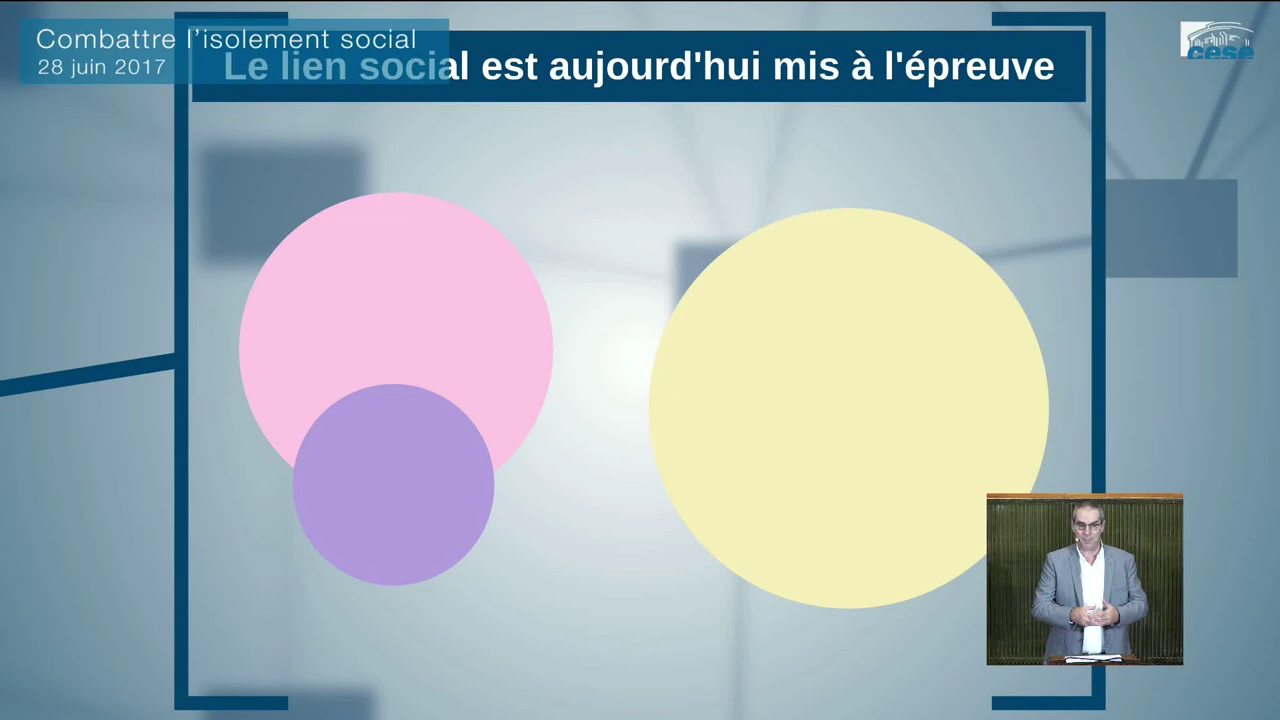 Combattre l'isolement social
28 juin 2017
Le lien social est aujourd'hui mis à l'épreuve
cese